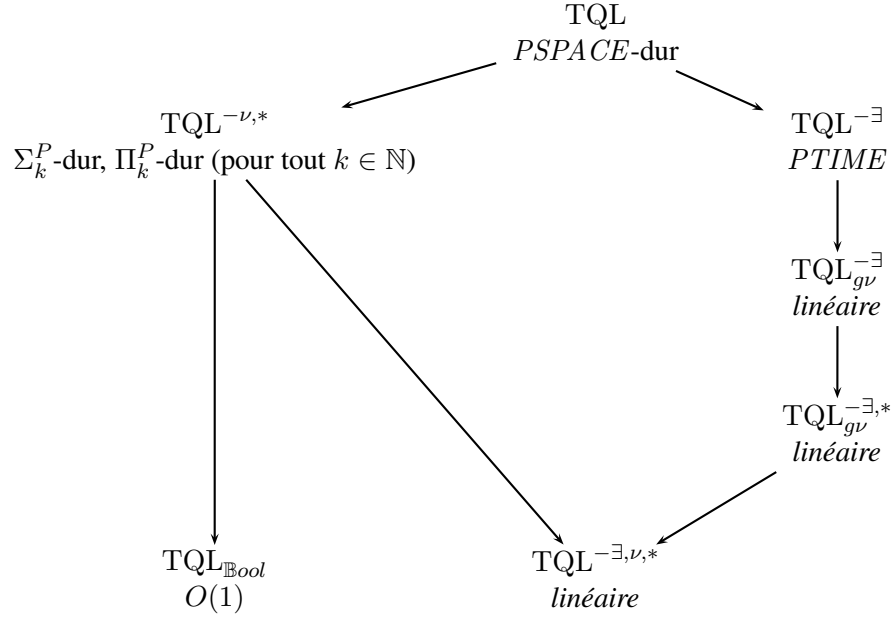 TQL
PSPACE-dur
TQL^{−ν,∗}
Σ_k^P-dur, Π_k^P-dur (pour tout k ∈ ℕ)
TQL^{−∃}
PTIME
TQL_{gν}^{−∃}
linéaire
TQL_{gν}^{−∃,∗}
linéaire
TQL_{𝔹ool}
O(1)
TQL^{−∃,ν,∗}
linéaire